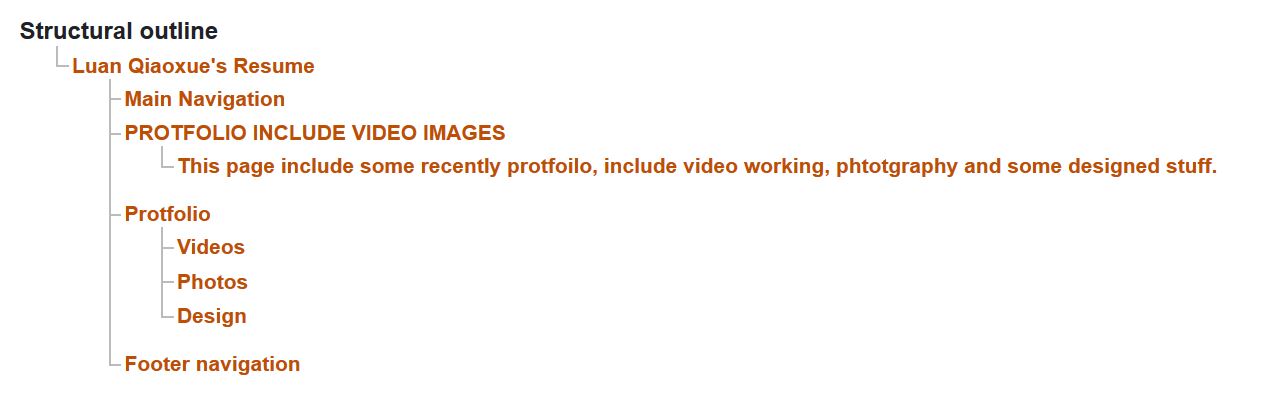 Structural outline
Luan Qiaoxue's Resume
Main Navigation
PROTFOLIO INCLUDE VIDEO IMAGES
This page include some recently protfoilo, include video working, phtotgraphy and some designed stuff.
Protfolio
Videos
Photos
Design
Footer navigation